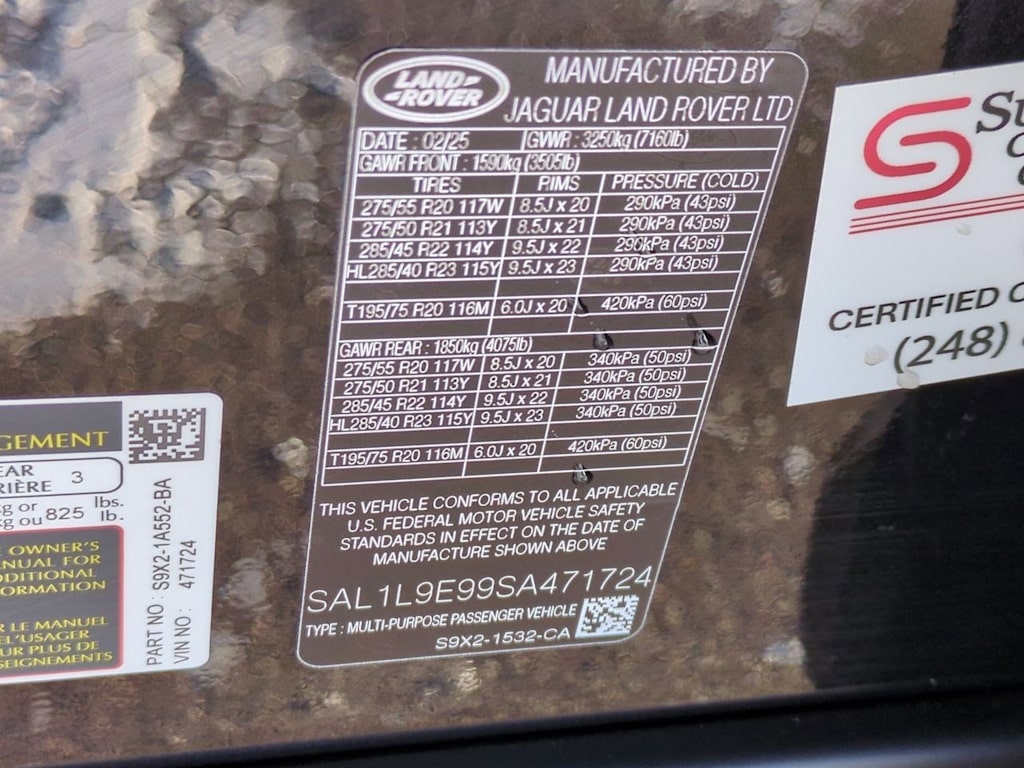 LAND-
-ROVER
MANUFACTURED BY
JAGUAR LAND ROVER LTD
DATE : 02/25 GVWR : 3250kg (7160lb)
GAWR FRONT : 1590kg (3505lb)
TIRES RIMS PRESSURE (COLD)
275/55 R20 117W 8.5J x 20 290kPa (43psi)
275/50 R21 113Y 8.5J x 21 290kPa (43psi)
285/45 R22 114Y 9.5J x 22 290kPa (43psi)
HL285/40 R23 115Y 9.5J x 23 290kPa (43psi)
T195/75 R20 116M 6.0J x 20 420kPa (60psi)
GAWR REAR : 1850kg (4075lb)
275/55 R20 117W 8.5J x 20 340kPa (50psi)
275/50 R21 113Y 8.5J x 21 340kPa (50psi)
285/45 R22 114Y 9.5J x 22 340kPa (50psi)
HL285/40 R23 115Y 9.5J x 23 340kPa (50psi)
T195/75 R20 116M 6.0J x 20 420kPa (60psi)
THIS VEHICLE CONFORMS TO ALL APPLICABLE
U.S. FEDERAL MOTOR VEHICLE SAFETY
STANDARDS IN EFFECT ON THE DATE OF
MANUFACTURE SHOWN ABOVE
SAL1L9E99SA471724
TYPE : MULTI-PURPOSE PASSENGER VEHICLE
S9X2-1532-CA
GEMENT
EAR
RIÈRE 3
kg or lbs.
kg ou 825 lb.
E OWNER'S
ANUAL FOR
DDITIONAL
ORMATION
R LE MANUEL
EL'USAGER
UR PLUS DE
SEIGNEMENTS
PART NO : S9X2-1A552-BA
VIN NO : 471724
S
Su
CERTIFIED
(248)